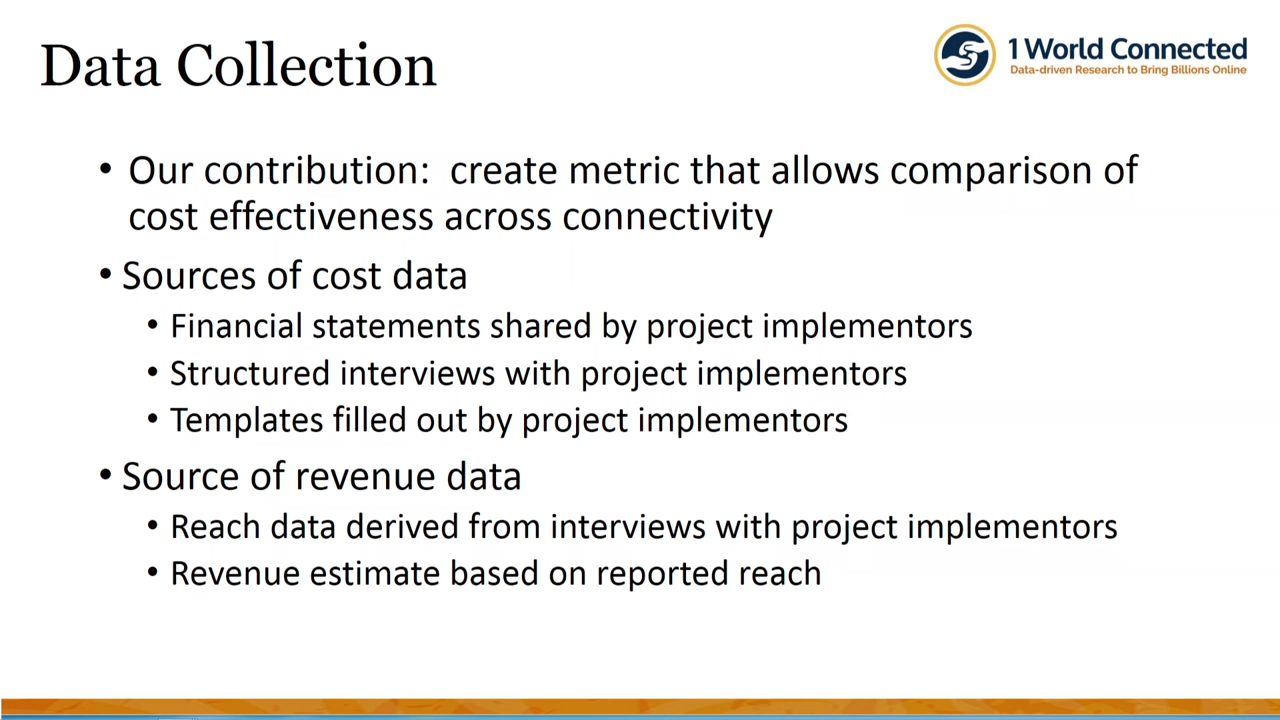 Data Collection
1 World Connected
Data-driven Research to Bring Billions Online
• Our contribution:  create metric that allows comparison of
cost effectiveness across connectivity
• Sources of cost data
• Financial statements shared by project implementors
• Structured interviews with project implementors
• Templates filled out by project implementors
• Source of revenue data
• Reach data derived from interviews with project implementors
• Revenue estimate based on reported reach